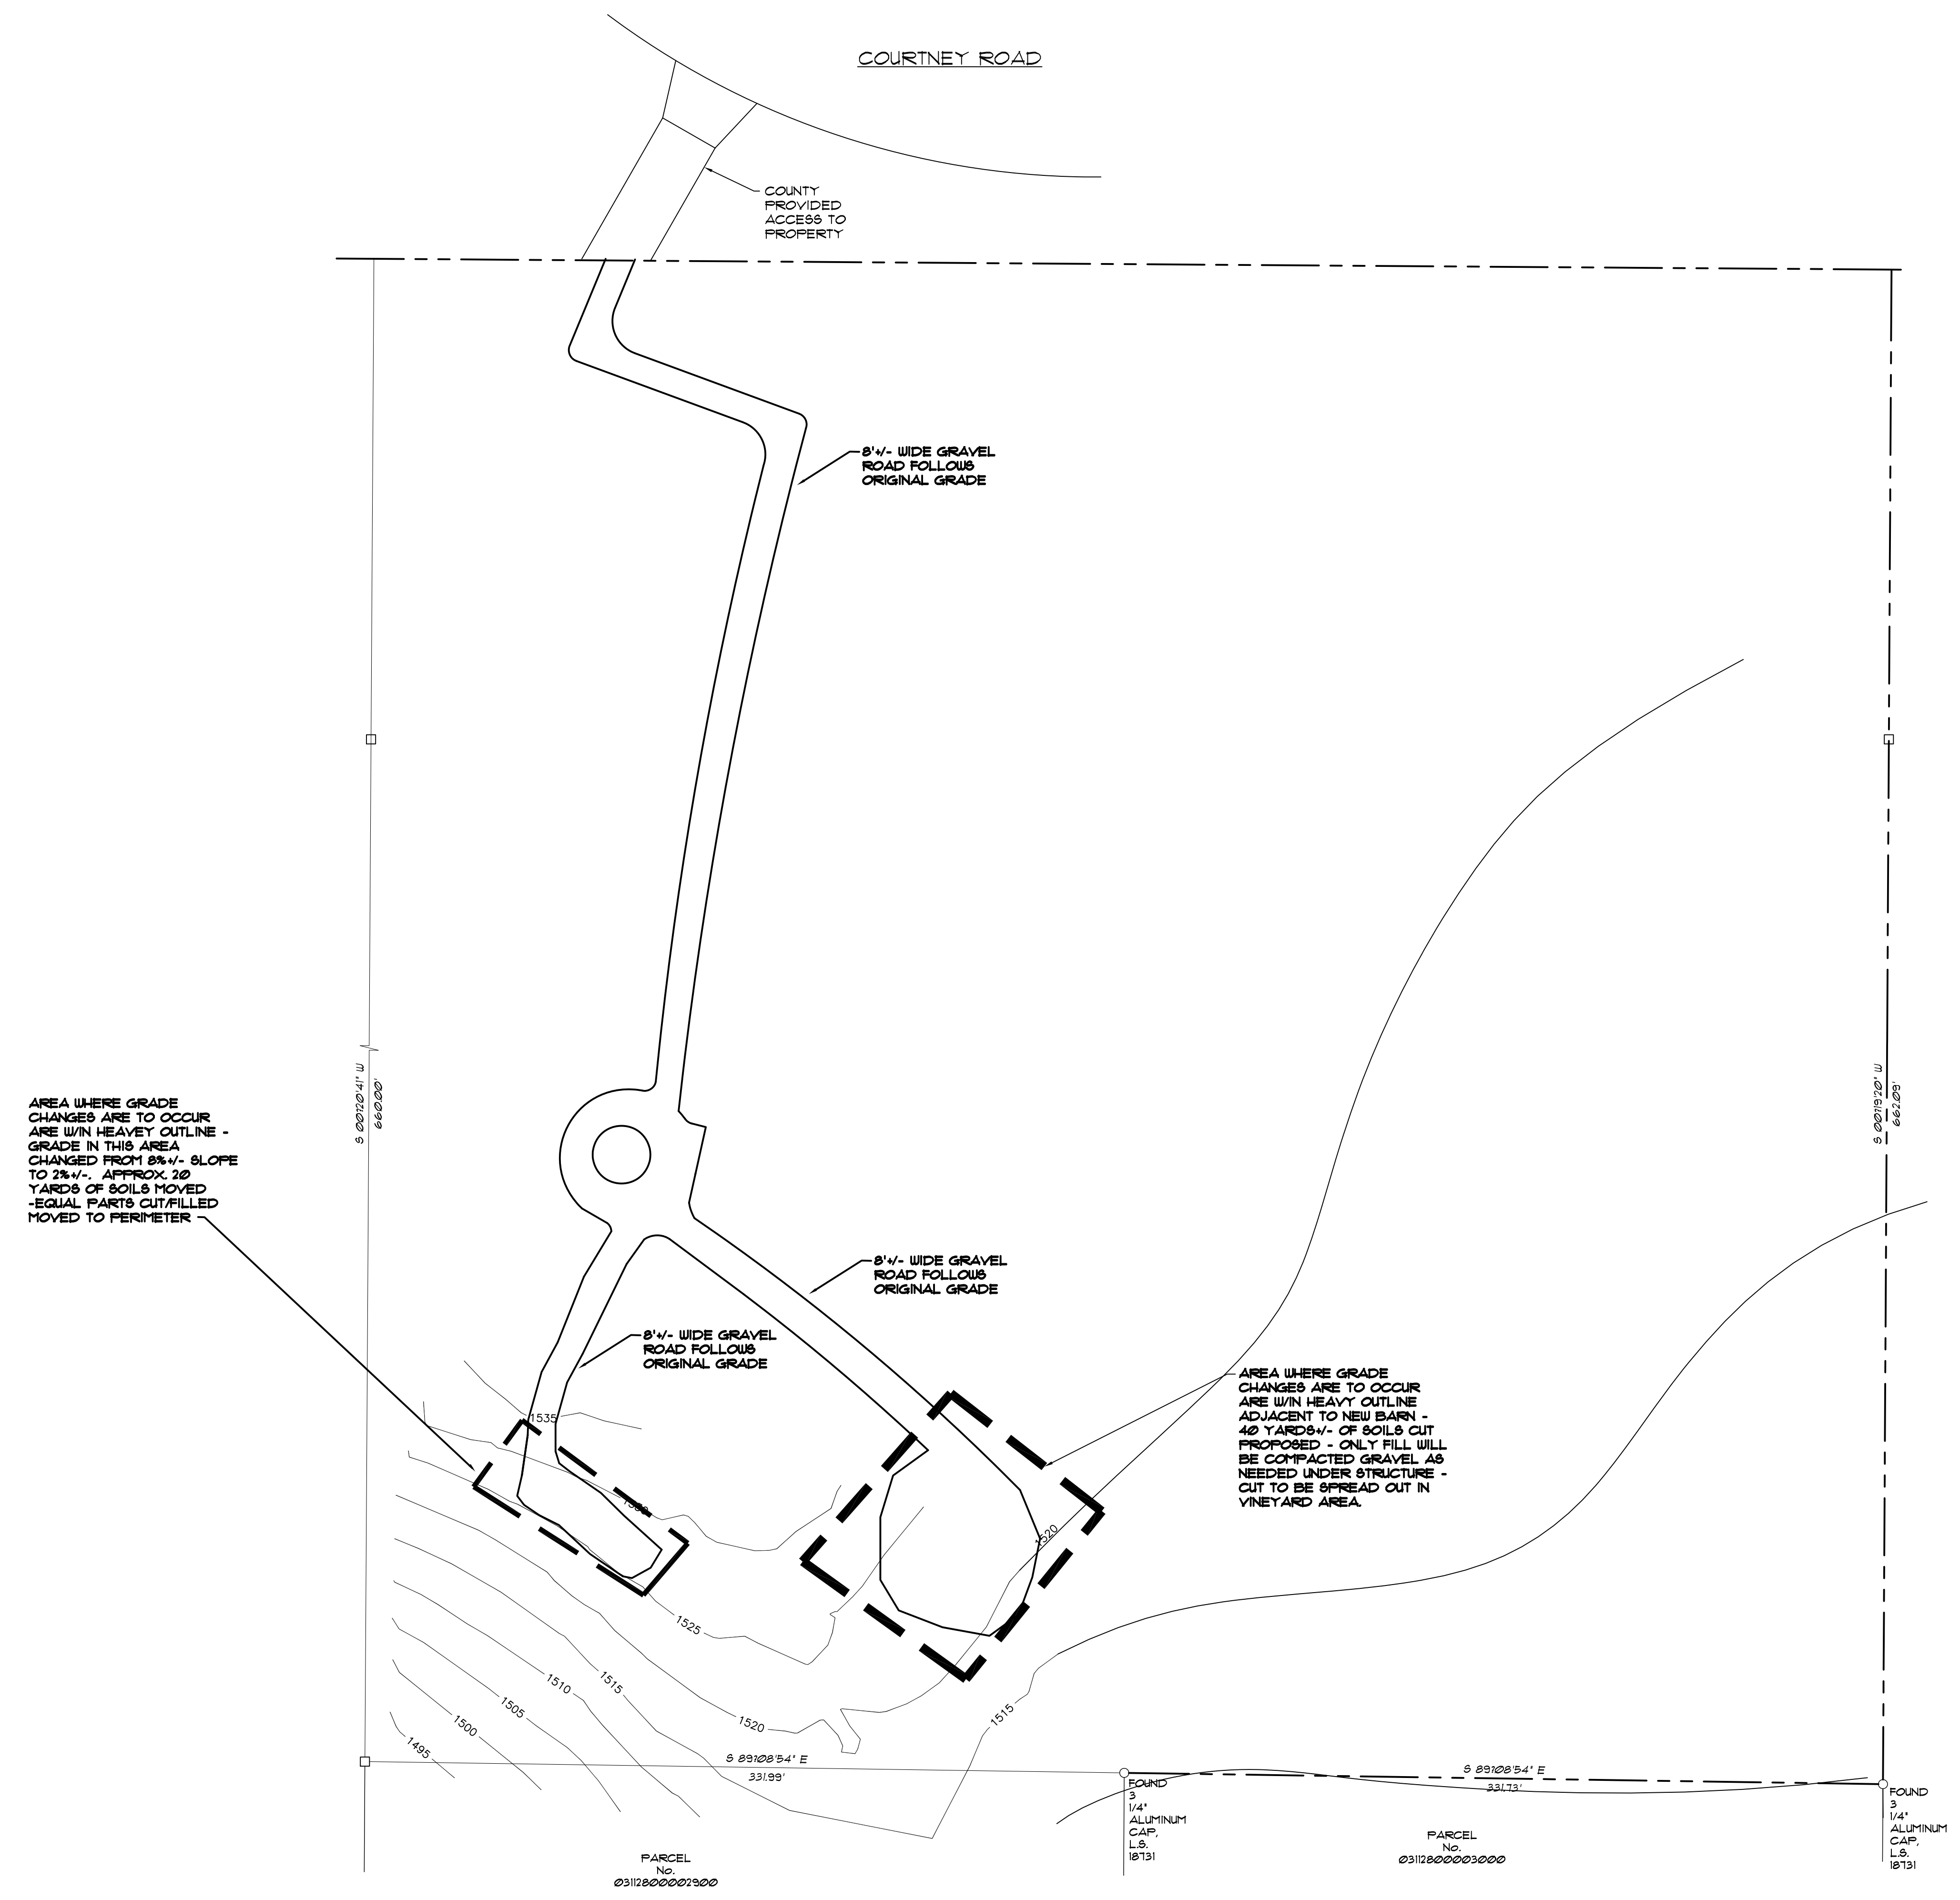 COURTNEY ROAD
COUNTY
PROVIDED
ACCESS TO
PROPERTY
8'+/- WIDE GRAVEL
ROAD FOLLOWS
ORIGINAL GRADE
S 00?20'41" W
660.00'
S 00?19'20" W
662.09'
AREA WHERE GRADE
CHANGES ARE TO OCCUR
ARE W/IN HEAVEY OUTLINE -
GRADE IN THIS AREA
CHANGED FROM 8%+/- SLOPE
TO 2%+/-. APPROX. 20
YARDS OF SOILS MOVED
-EQUAL PARTS CUT/FILLED
MOVED TO PERIMETER
8'+/- WIDE GRAVEL
ROAD FOLLOWS
ORIGINAL GRADE
8'+/- WIDE GRAVEL
ROAD FOLLOWS
ORIGINAL GRADE
AREA WHERE GRADE
CHANGES ARE TO OCCUR
ARE W/IN HEAVY OUTLINE
ADJACENT TO NEW BARN -
40 YARDS+/- OF SOILS CUT
PROPOSED - ONLY FILL WILL
BE COMPACTED GRAVEL AS
NEEDED UNDER STRUCTURE -
CUT TO BE SPREAD OUT IN
VINEYARD AREA.
1535
1530
1520
1525
1515
1510
1505
1500
1495
1520
1515
S 89?08'54" E
331.99'
S 89?08'54" E
331.73'
FOUND
3
1/4"
ALUMINUM
CAP,
L.S.
18731
FOUND
3
1/4"
ALUMINUM
CAP,
L.S.
18731
PARCEL
No.
03112800002900
PARCEL
No.
03112800003000